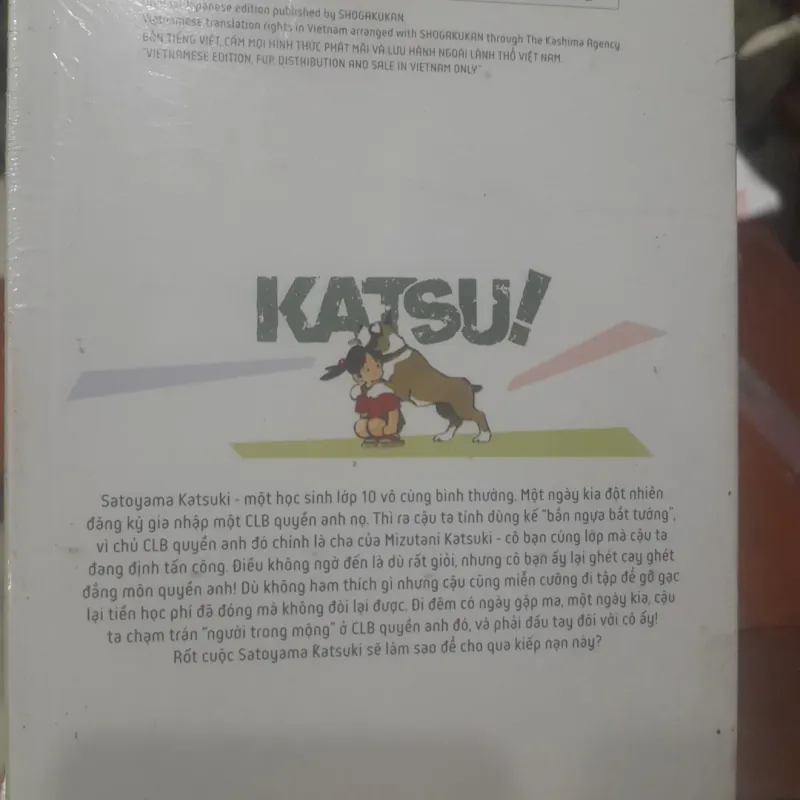 Japanese edition published by SHOGAKUKAN.
Vietnamese translation rights in Vietnam arranged with SHOGAKUKAN through The Kashima Agency
BẢN TIẾNG VIỆT, CẤM MỌI HÌNH THỨC PHÁT MÃI VÀ LƯU HÀNH NGOÀI LÃNH THỔ VIỆT NAM.
"VIETNAMESE EDITION, FUP DISTRIBUTION AND SALE IN VIETNAM ONLY"
KATSU!
Satoyama Katsuki - một học sinh lớp 10 vô cùng bình thường. Một ngày kia đột nhiên
đăng ký gia nhập một CLB quyền anh nọ. Thì ra cậu ta tính dùng kế "bắn ngựa bắt tướng",
vì chủ CLB quyền anh đó chính là cha của Mizutani Katsuki - cô bạn cùng lớp mà cậu ta
đang định tấn công. Điều không ngờ đến là dù rất giỏi, nhưng cô bạn ấy lại ghét cay ghét
đắng môn quyền anh! Dù không ham thích gì nhưng cậu cũng miễn cưỡng đi tập để gỡ gạc
lại tiền học phí đã đóng mà không đòi lại được. Đi đêm có ngày gặp ma, một ngày kia, cậu
ta chạm trán "người trong mộng" ở CLB quyền anh đó, và phải đấu tay đôi với cô ấy!
Rốt cuộc Satoyama Katsuki sẽ làm sao để cho qua kiếp nạn này?